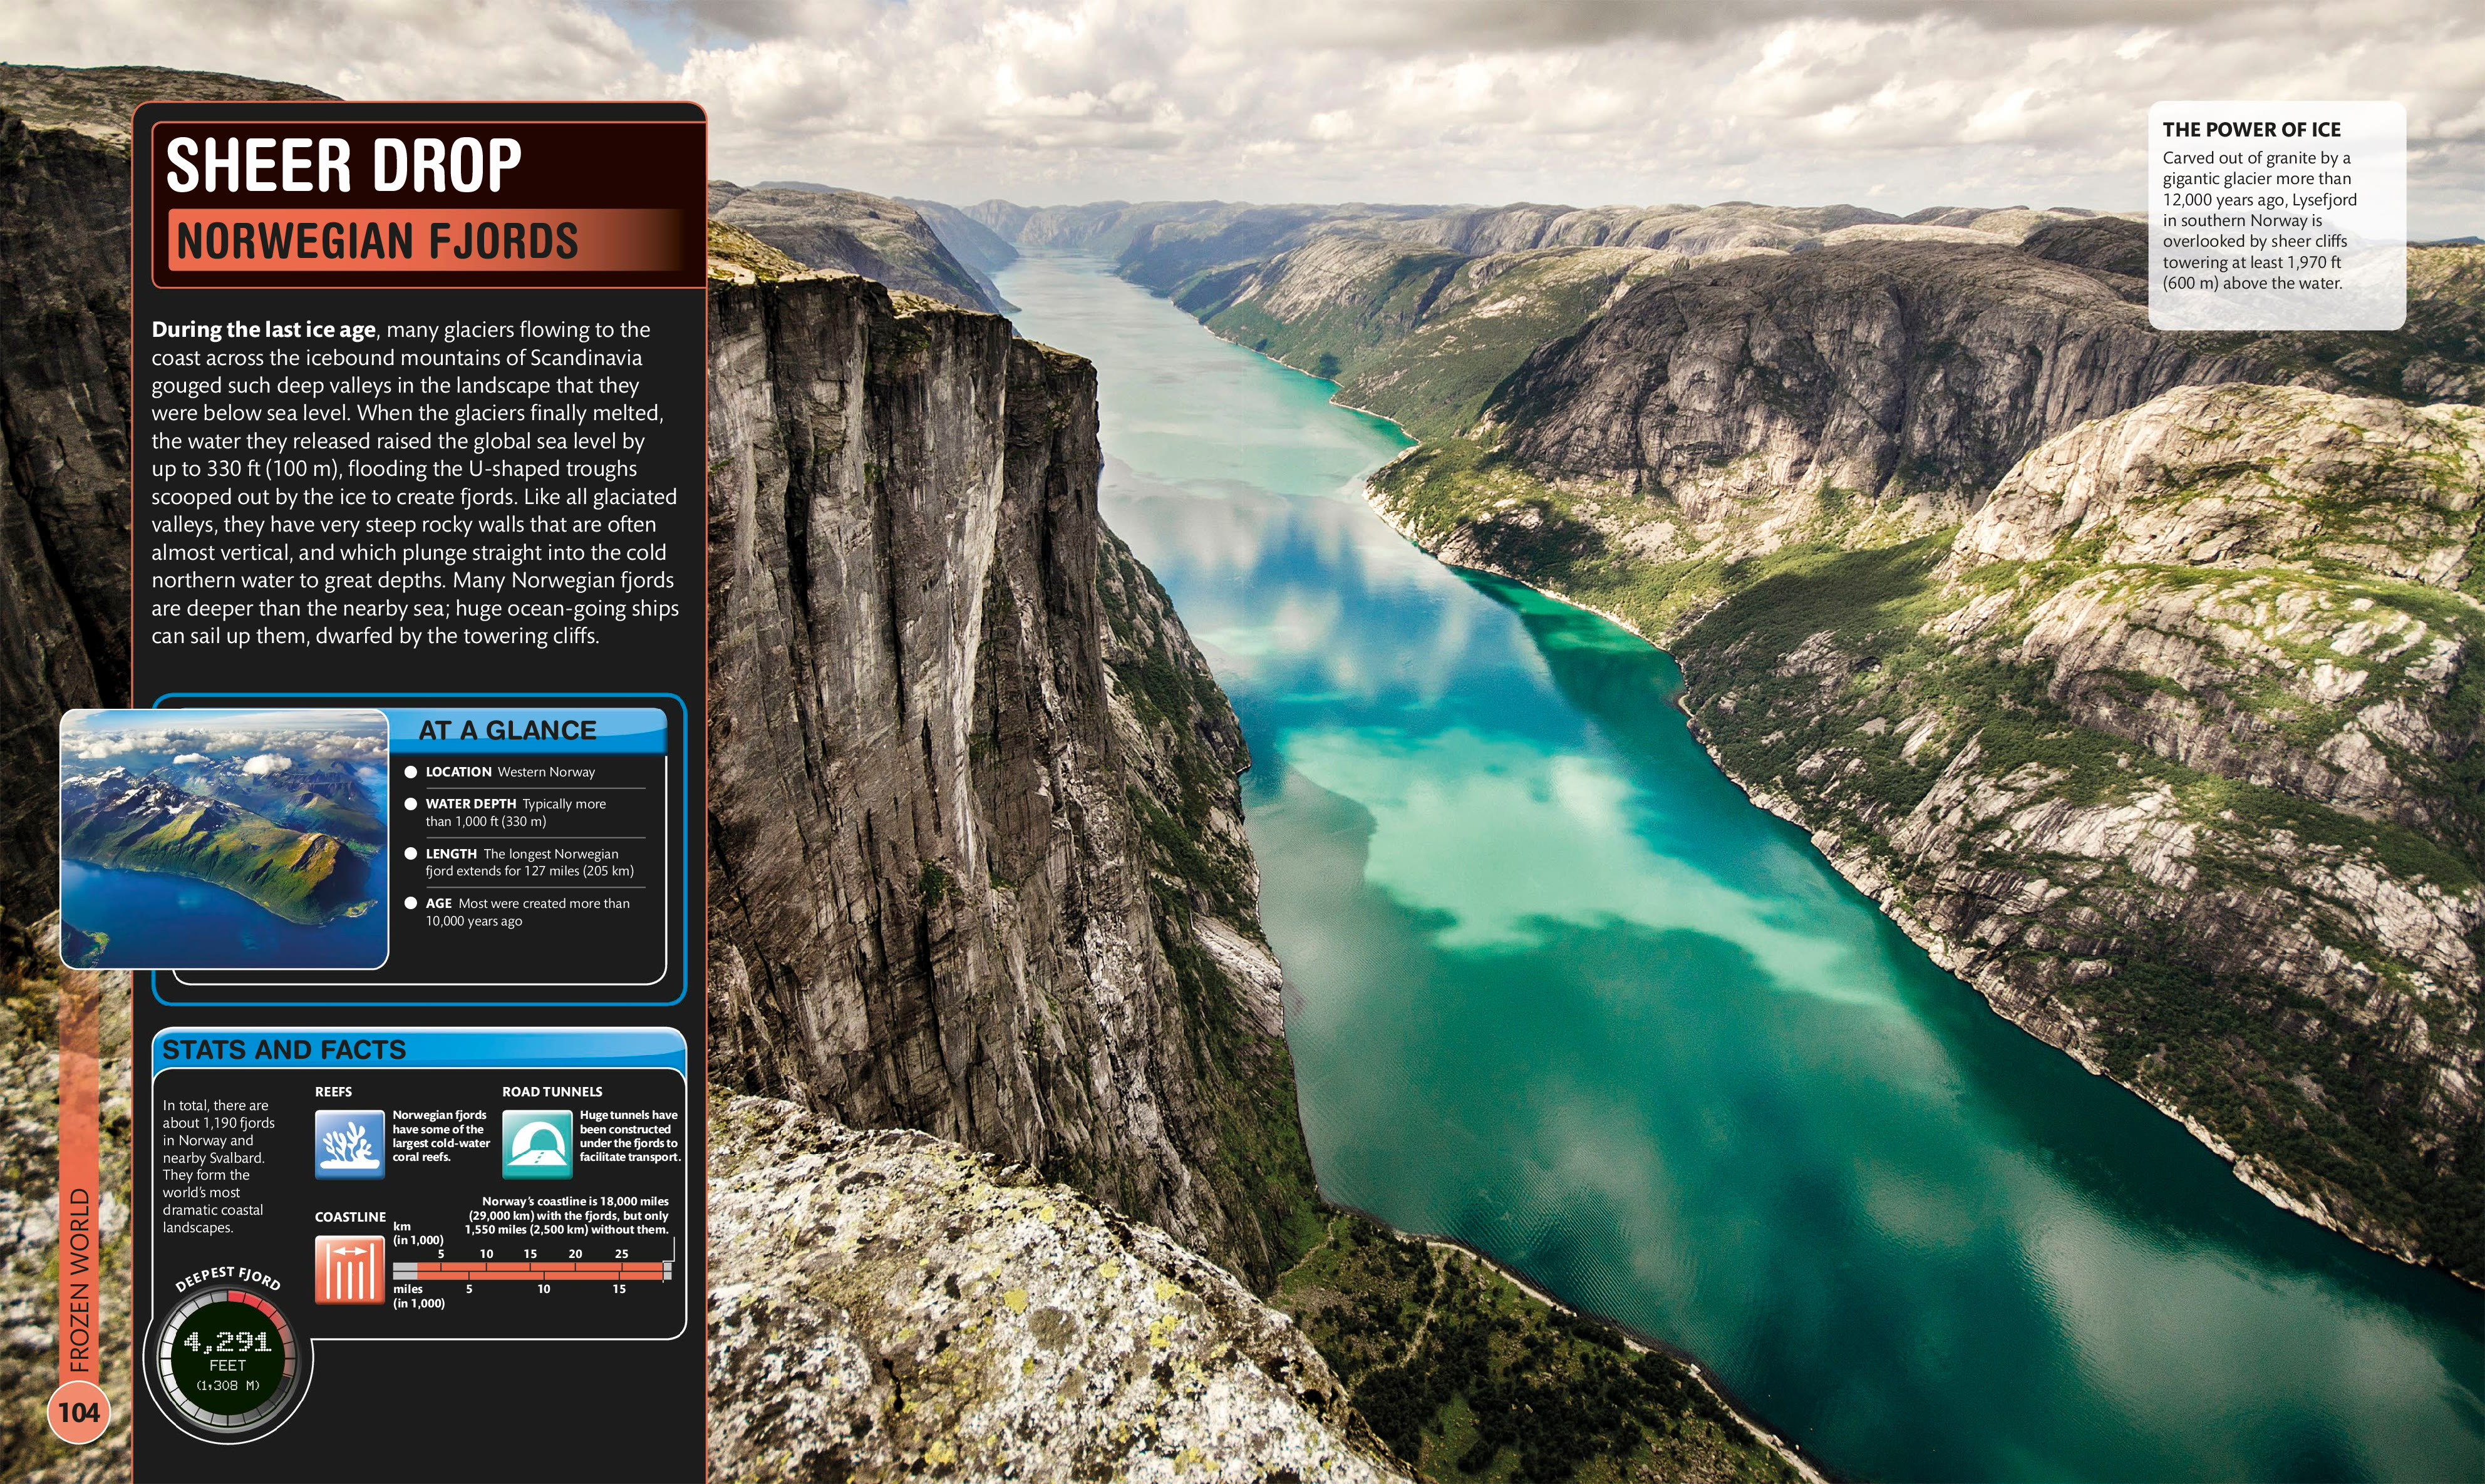 SHEER DROP
NORWEGIAN FJORDS
During the last ice age, many glaciers flowing to the
coast across the icebound mountains of Scandinavia
gouged such deep valleys in the landscape that they
were below sea level. When the glaciers finally melted,
the water they released raised the global sea level by
up to 330 ft (100 m), flooding the U-shaped troughs
scooped out by the ice to create fjords. Like all glaciated
valleys, they have very steep rocky walls that are often
almost vertical, and which plunge straight into the cold
northern water to great depths. Many Norwegian fjords
are deeper than the nearby sea; huge ocean-going ships
can sail up them, dwarfed by the towering cliffs.
AT A GLANCE
LOCATION Western Norway
WATER DEPTH Typically more
than 1,000 ft (330 m)
LENGTH The longest Norwegian
fjord extends for 127 miles (205 km)
AGE Most were created more than
10,000 years ago
STATS AND FACTS
In total, there are
about 1,190 fjords
in Norway and
nearby Svalbard.
They form the
world's most
dramatic coastal
landscapes.
REEFS
Norwegian fjords
have some of the
largest cold-water
coral reefs.
ROAD TUNNELS
Huge tunnels have
been constructed
under the fjords to
facilitate transport.
COASTLINE
Norway's coastline is 18,000 miles
(29,000 km) with the fjords, but only
1,550 miles (2,500 km) without them.
km
(in 1,000)
5 10 15 20 25
miles
(in 1,000)
5 10 15
DEEPEST FJORD
4,291
FEET
(1,308 M)
FROZEN WORLD
104
THE POWER OF ICE
Carved out of granite by a
gigantic glacier more than
12,000 years ago, Lysefjord
in southern Norway is
overlooked by sheer cliffs
towering at least 1,970 ft
(600 m) above the water.